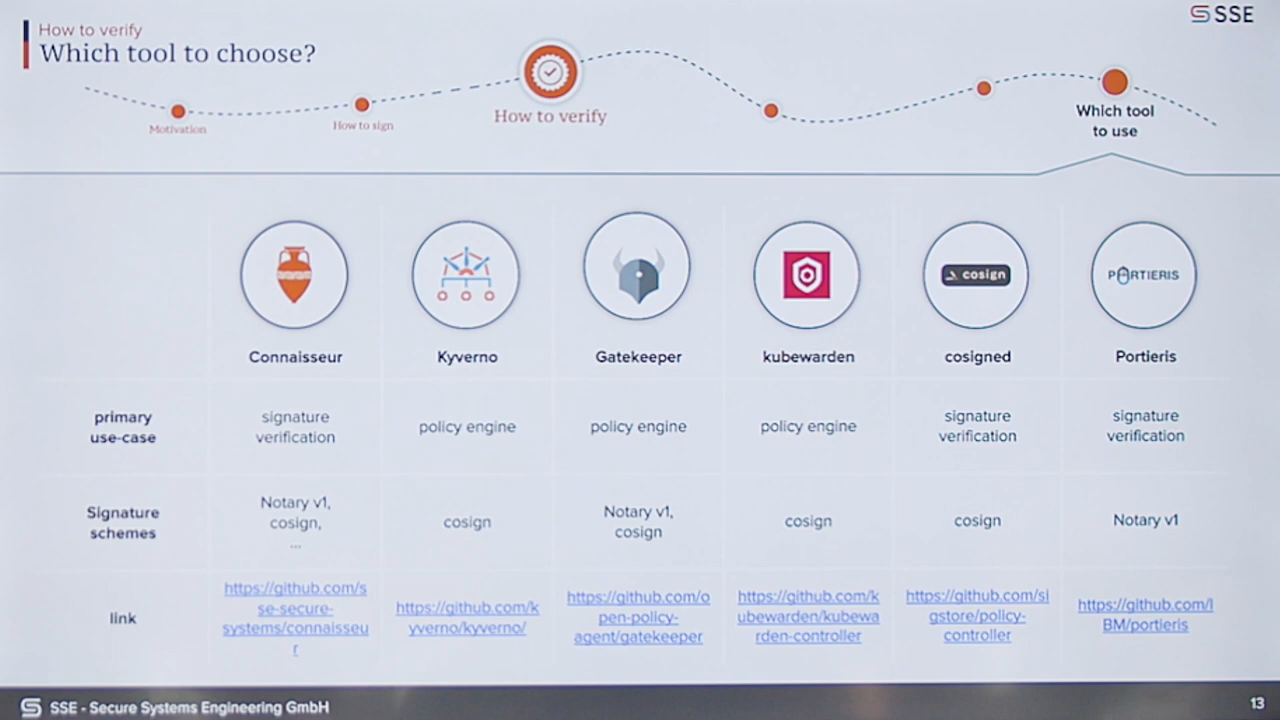 How to verify
Which tool to choose?
SSE
Motivation
How to sign
How to verify
Which tool
to use
cosign
PORTIERIS
Connaisseur
Kyverno
Gatekeeper
kubewarden
cosigned
Portieris
primary
use-case
signature
verification
policy engine
policy engine
policy engine
signature
verification
signature
verification
Signature
schemes
Notary v1,
cosign,
...
cosign
Notary v1,
cosign
cosign
cosign
Notary v1
link
https://github.com/s
se-secure-
systems/connaisseu
r
https://github.com/k
yverno/kyverno/
https://github.com/o
pen-policy-
agent/gatekeeper
https://github.com/k
ubewarden/kubewa
rden-controller
https://github.com/si
gstore/policy-
controller
https://github.com/I
BM/portieris
SSE - Secure Systems Engineering GmbH
13